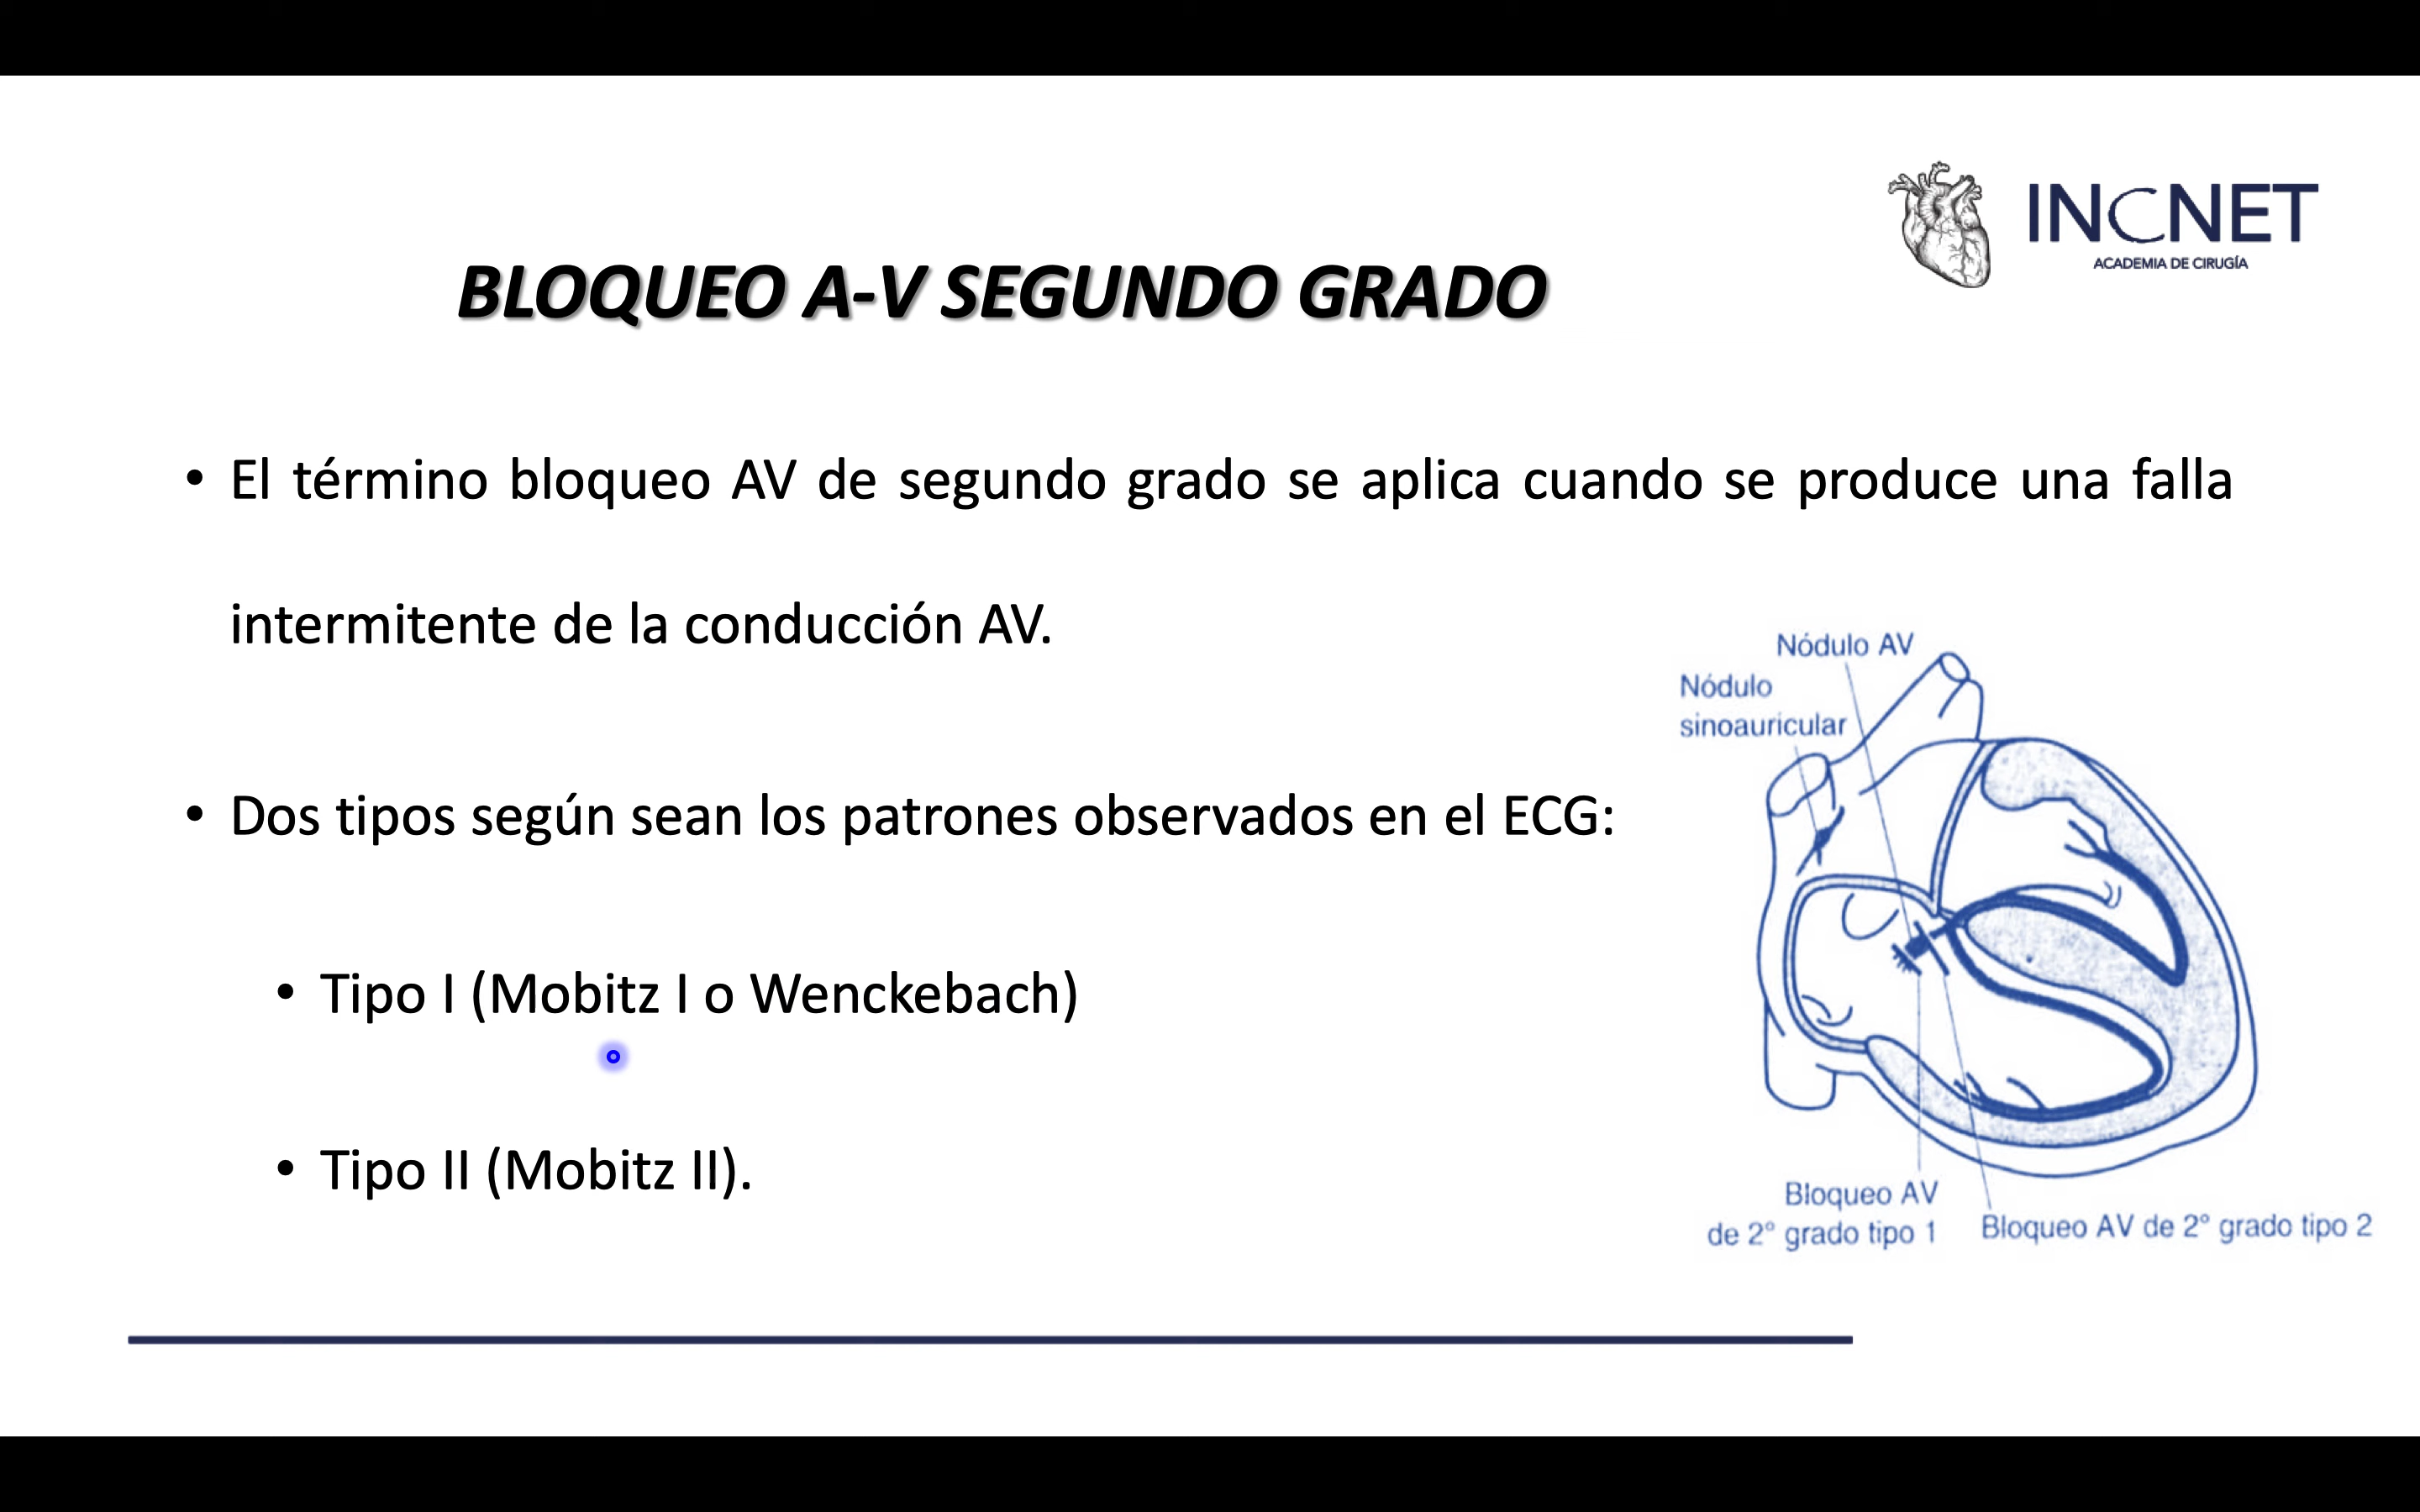 INCNET
ACADEMIA DE CIRUGÍA
BLOQUEO A-V SEGUNDO GRADO
• El término bloqueo AV de segundo grado se aplica cuando se produce una falla
intermitente de la conducción AV.
• Dos tipos según sean los patrones observados en el ECG:
• Tipo I (Mobitz I o Wenckebach)
• Tipo II (Mobitz II).
Nódulo AV
Nódulo
sinoauricular
Bloqueo AV
de 2° grado tipo 1
Bloqueo AV de 2° grado tipo 2